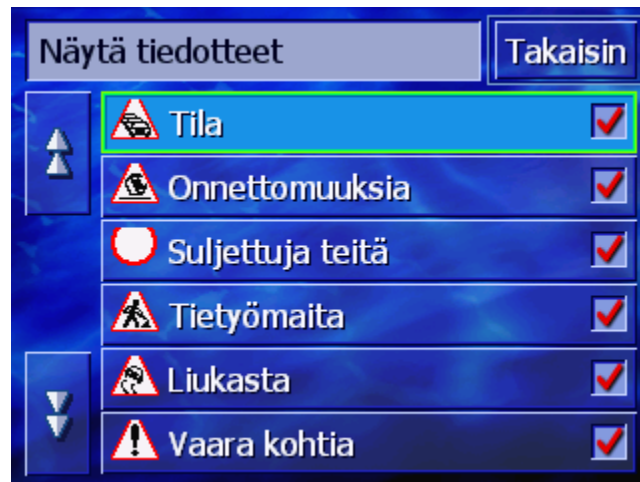 Näytä tiedotteet
Takaisin
Tila
Onnettomuuksia
Suljettuja teitä
Tietyömaita
Liukasta
Vaara kohtia